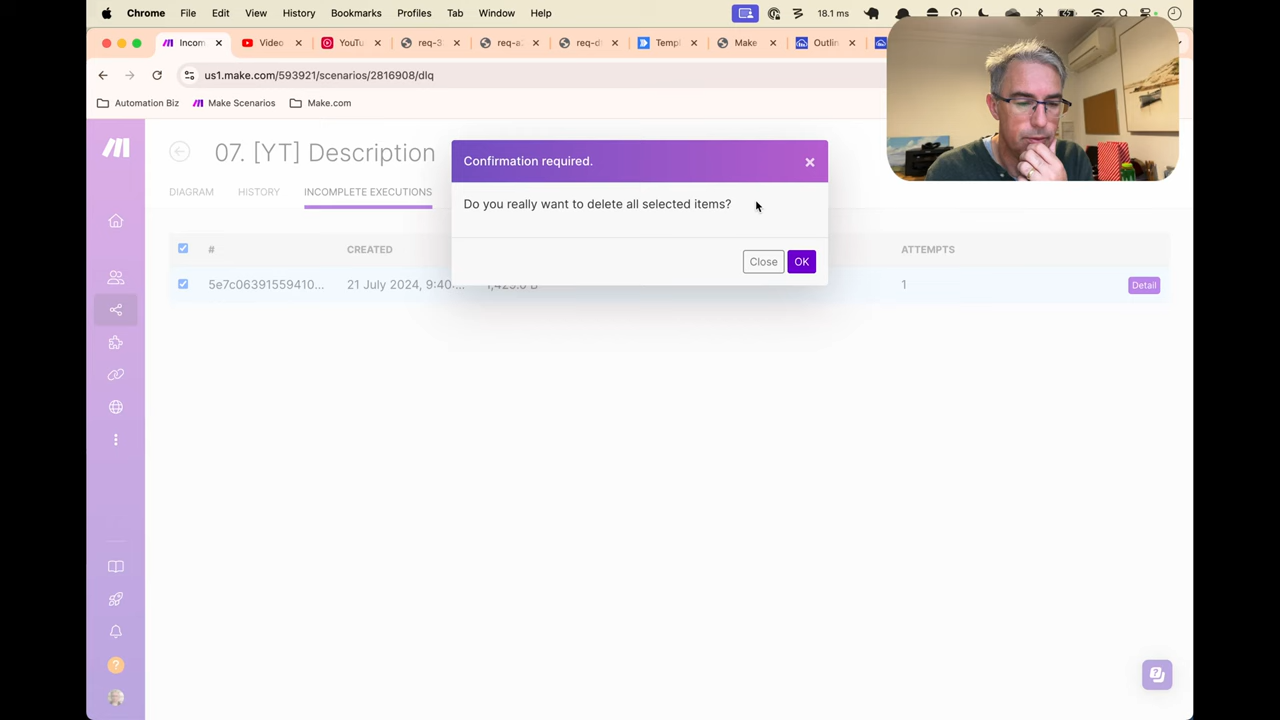 Chrome File Edit View History Bookmarks Profiles Tab Window Help 18.1 ms
Incom Video YouTu req-3 req-a req-d Templ Make Outlin
us1.make.com/593921/scenarios/2816908/dlq
Automation Biz Make Scenarios Make.com
07. [YT] Description
DIAGRAM HISTORY INCOMPLETE EXECUTIONS
Confirmation required.
Do you really want to delete all selected items?
Close OK
# CREATED ATTEMPTS
5e7c06391559410... 21 July 2024, 9:40... 1 Detail